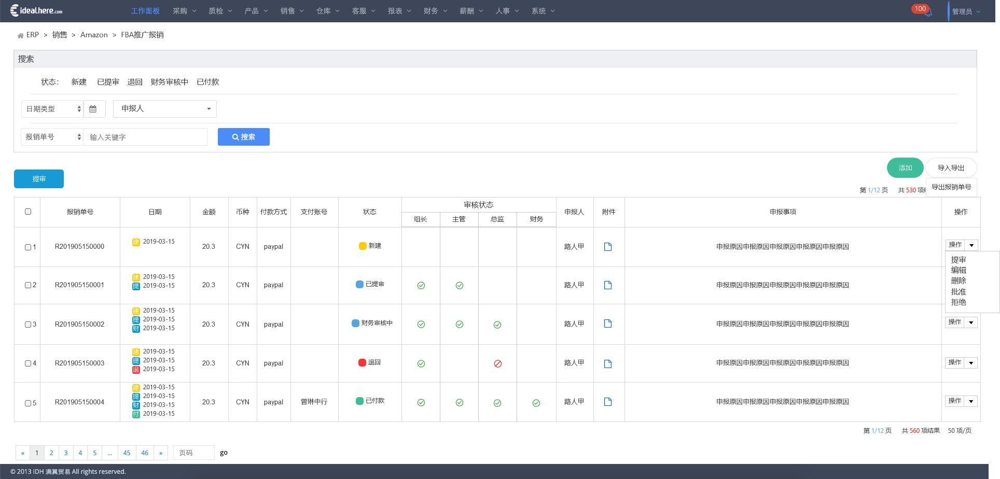 idealhere.com 工作面板 采购 质检 产品 销售 仓库 客服 报表 财务 薪酬 人事 系统 100 管理员
ERP > 销售 > Amazon > FBA推广报销
搜索
状态： 新建 已提审 退回 财务审核中 已付款
日期类型 申报人
报销单号 输入关键字 搜索
添加 导入导出
提审
第 1/12 页 共 530 项 导出报销单号
报销单号 日期 金额 币种 付款方式 支付账号 状态 审核状态 申报人 附件 申报事项 操作
组长 主管 总监 财务
1 R201905150000 建 2019-03-15 20.3 CYN paypal 新建 路人甲 申报原因申报原因申报原因申报原因申报原因 操作
提审
编辑
删除
批准
拒绝
2 R201905150001 建 2019-03-15 20.3 CYN paypal 已提审 路人甲 申报原因申报原因申报原因申报原因申报原因
提 2019-03-15
3 R201905150002 建 2019-03-15 20.3 CYN paypal 财务审核中 路人甲 申报原因申报原因申报原因申报原因申报原因 操作
提 2019-03-15
财 2019-03-15
4 R201905150003 建 2019-03-15 20.3 CYN paypal 退回 路人甲 申报原因申报原因申报原因申报原因申报原因 操作
提 2019-03-15
退 2019-03-15
5 R201905150004 建 2019-03-15 20.3 CYN paypal 曾琳中行 已付款 路人甲 申报原因申报原因申报原因申报原因申报原因 操作
提 2019-03-15
财 2019-03-15
付 2019-03-15
第 1/12 页 共 560 项结果 50 项/页
« 1 2 3 4 5 ... 45 46 » 页码 go
© 2013 IDH 满翼贸易 All rights reserved.